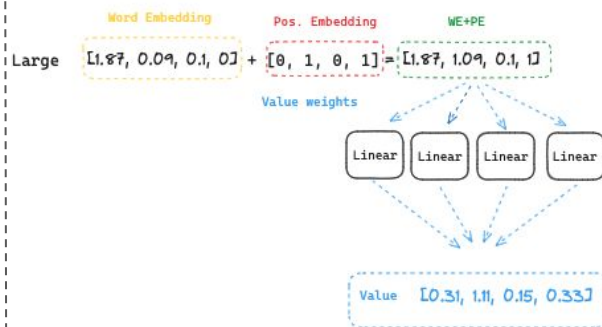 Word Embedding Pos. Embedding WE+PE
Large [1.87, 0.09, 0.1, 0] + [0, 1, 0, 1] = [1.87, 1.09, 0.1, 1]
Value weights
Linear Linear Linear Linear
Value [0.31, 1.11, 0.15, 0.33]